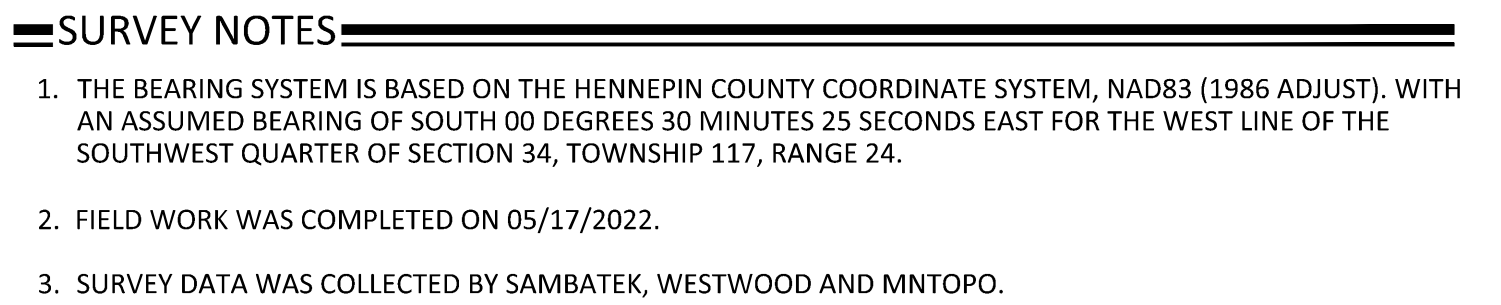 SURVEY NOTES
1. THE BEARING SYSTEM IS BASED ON THE HENNEPIN COUNTY COORDINATE SYSTEM, NAD83 (1986 ADJUST). WITH
AN ASSUMED BEARING OF SOUTH 00 DEGREES 30 MINUTES 25 SECONDS EAST FOR THE WEST LINE OF THE
SOUTHWEST QUARTER OF SECTION 34, TOWNSHIP 117, RANGE 24.
2. FIELD WORK WAS COMPLETED ON 05/17/2022.
3. SURVEY DATA WAS COLLECTED BY SAMBATEK, WESTWOOD AND MNTOPO.